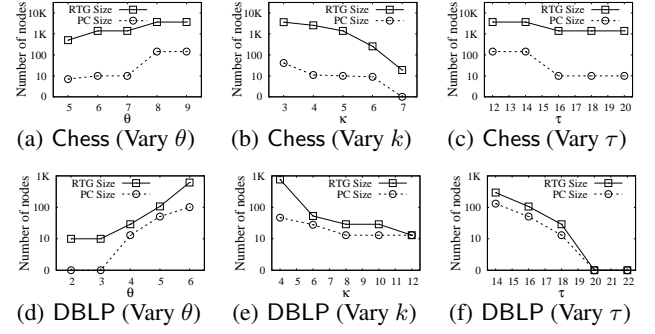 Number of nodes
10K
1K
100
10
0
RTG Size
PC Size
5 6 7 8 9
θ
(a) Chess (Vary θ)
Number of nodes
10K
1K
100
10
0
RTG Size
PC Size
3 4 5 6 7
κ
(b) Chess (Vary k)
Number of nodes
10K
1K
100
10
0
RTG Size
PC Size
12 13 14 15 16 17 18 19 20
τ
(c) Chess (Vary τ)
Number of nodes
1K
100
10
0
RTG Size
PC Size
2 3 4 5 6
θ
(d) DBLP (Vary θ)
Number of nodes
1K
100
10
0
RTG Size
PC Size
4 5 6 7 8 9 10 11 12
κ
(e) DBLP (Vary k)
Number of nodes
1K
100
10
0
RTG Size
PC Size
14 15 16 17 18 19 20 21 22
τ
(f) DBLP (Vary τ)